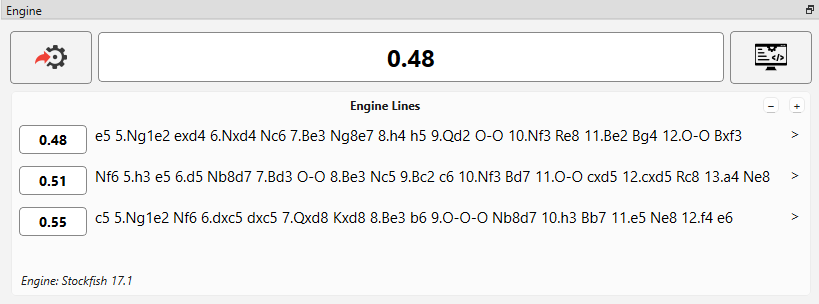 Engine
0.48
Engine Lines
0.48 e5 5.Ng1e2 exd4 6.Nxd4 Nc6 7.Be3 Ng8e7 8.h4 h5 9.Qd2 O-O 10.Nf3 Re8 11.Be2 Bg4 12.O-O Bxf3 >
0.51 Nf6 5.h3 e5 6.d5 Nb8d7 7.Bd3 O-O 8.Be3 Nc5 9.Bc2 c6 10.Nf3 Bd7 11.O-O cxd5 12.cxd5 Rc8 13.a4 Ne8 >
0.55 c5 5.Ng1e2 Nf6 6.dxc5 dxc5 7.Qxd8 Kxd8 8.Be3 b6 9.O-O-O Nb8d7 10.h3 Bb7 11.e5 Ne8 12.f4 e6 >
Engine: Stockfish 17.1